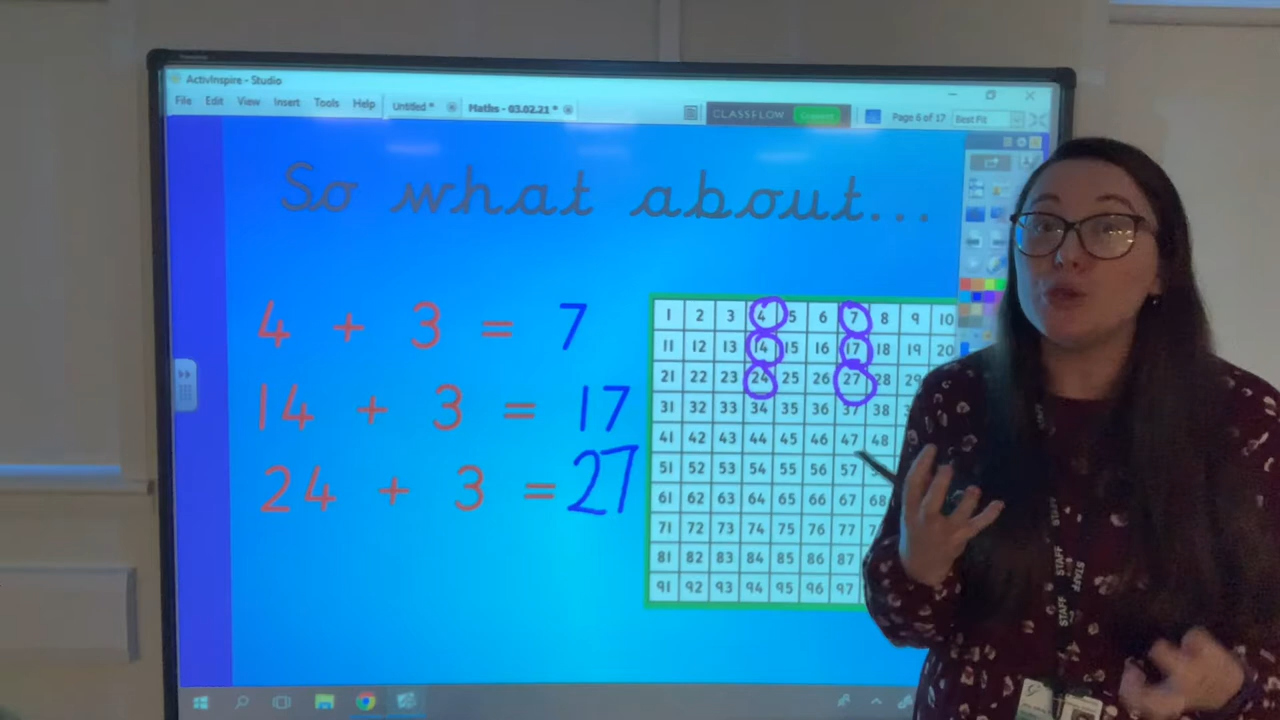 ActivInspire - Studio
File Edit View Insert Tools Help Untitled * Maths - 03.02.21 * CLASSFLOW Connect Page 6 of 17 Best Fit
So what about...
4 + 3 = 7
14 + 3 = 17
24 + 3 = 27
1 2 3 4 5 6 7 8 9 10
11 12 13 14 15 16 17 18 19 20
21 22 23 24 25 26 27 28 29
31 32 33 34 35 36 37 38
41 42 43 44 45 46 47 48
51 52 53 54 55 56 57
61 62 63 64 65 66 67 68
71 72 73 74 75 76 77
81 82 83 84 85 86 87
91 92 93 94 95 96 97
STAFF
STAFF
STAFF
STAFF
STAFF